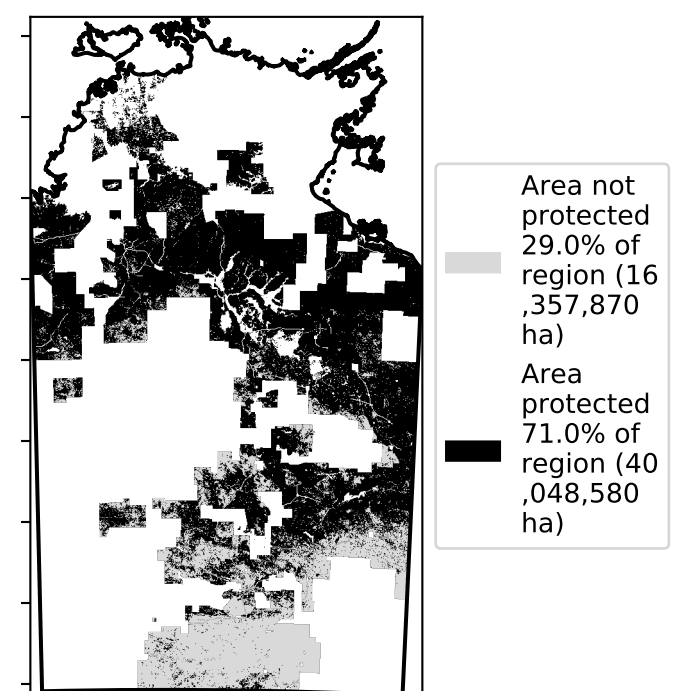 Area not
protected
29.0% of
region (16
,357,870
ha)
Area
protected
71.0% of
region (40
,048,580
ha)